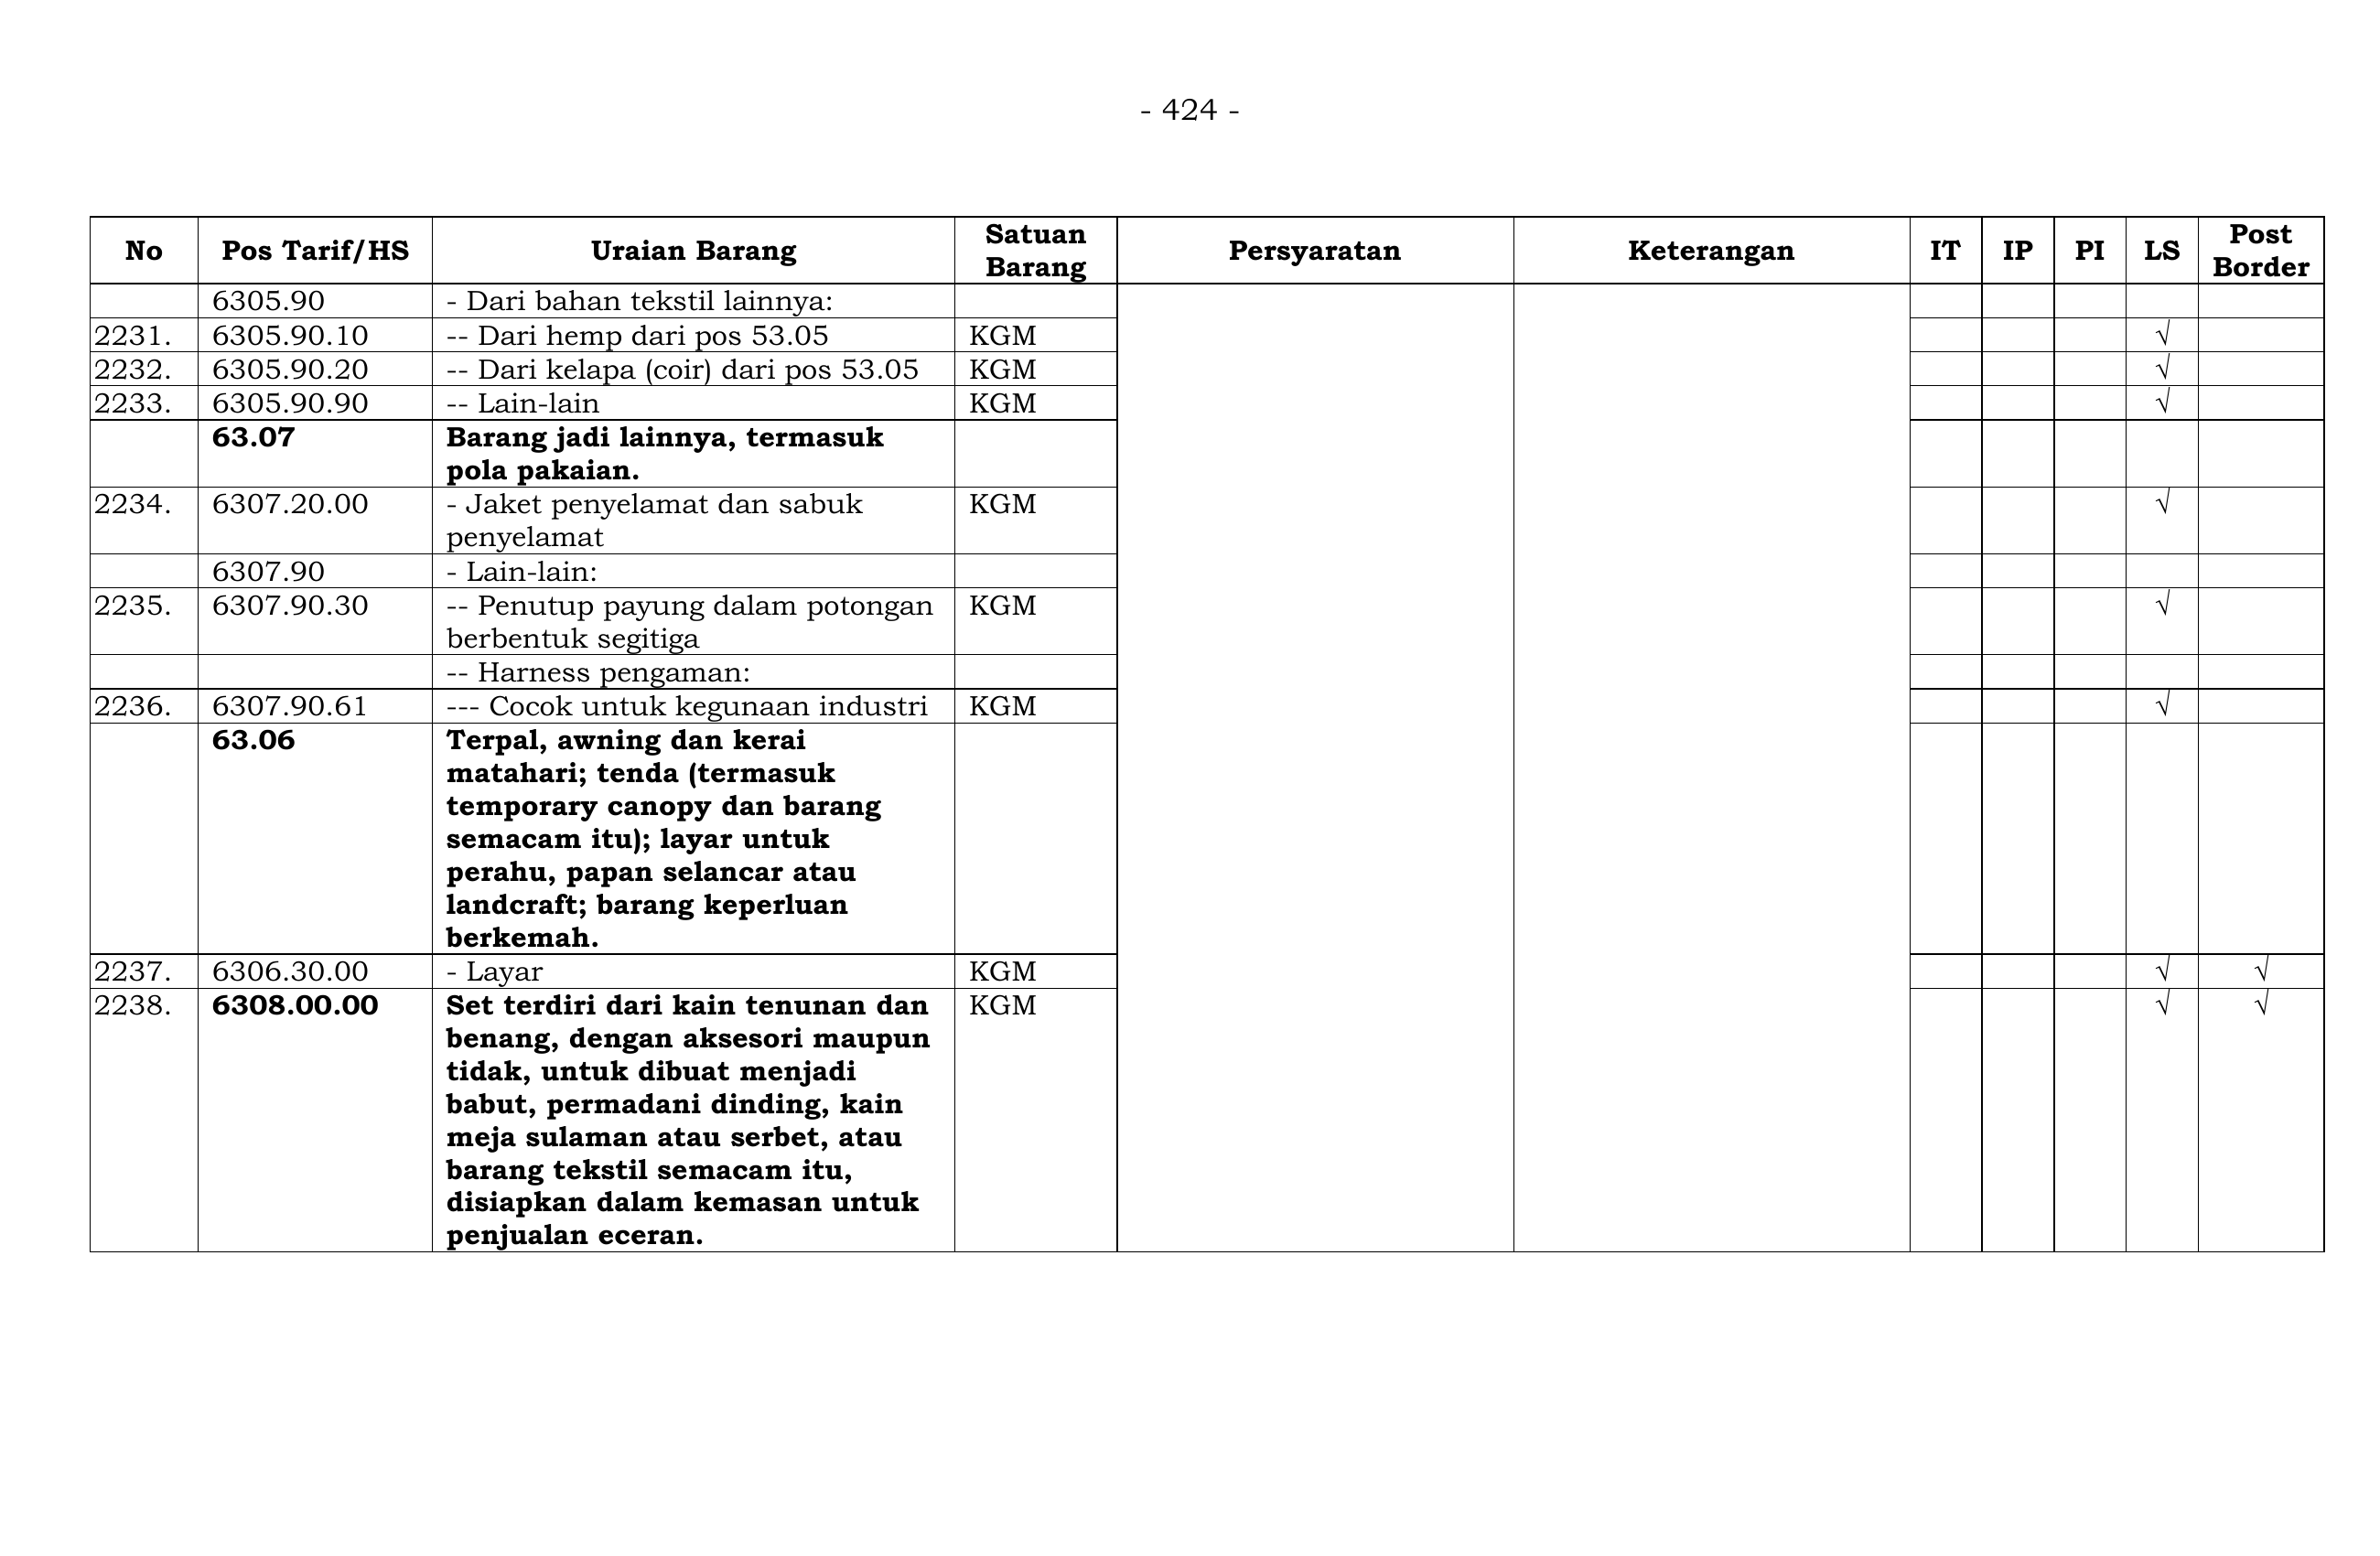 - 424 -
No Pos Tarif/HS Uraian Barang Satuan Barang Persyaratan Keterangan IT IP PI LS Post Border
6305.90 - Dari bahan tekstil lainnya:
2231. 6305.90.10 -- Dari hemp dari pos 53.05 KGM √
2232. 6305.90.20 -- Dari kelapa (coir) dari pos 53.05 KGM √
2233. 6305.90.90 -- Lain-lain KGM √
63.07 Barang jadi lainnya, termasuk
pola pakaian.
2234. 6307.20.00 - Jaket penyelamat dan sabuk KGM √
penyelamat
6307.90 - Lain-lain:
2235. 6307.90.30 -- Penutup payung dalam potongan KGM √
berbentuk segitiga
-- Harness pengaman:
2236. 6307.90.61 --- Cocok untuk kegunaan industri KGM √
63.06 Terpal, awning dan kerai
matahari; tenda (termasuk
temporary canopy dan barang
semacam itu); layar untuk
perahu, papan selancar atau
landcraft; barang keperluan
berkemah.
2237. 6306.30.00 - Layar KGM √ √
2238. 6308.00.00 Set terdiri dari kain tenunan dan KGM √ √
benang, dengan aksesori maupun
tidak, untuk dibuat menjadi
babut, permadani dinding, kain
meja sulaman atau serbet, atau
barang tekstil semacam itu,
disiapkan dalam kemasan untuk
penjualan eceran.